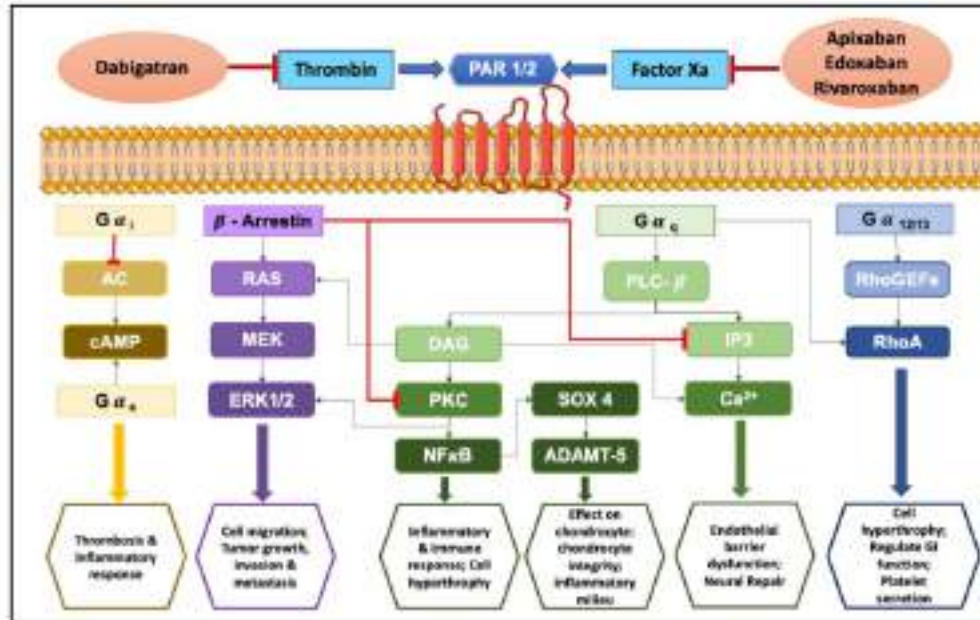 Dabigatran
Thrombin
PAR 1/2
Factor Xa
Apixaban
Edoxaban
Rivaroxaban
G α i
β - Arrestin
G α q
G α 12/13
AC
RAS
PLC- β
RhoGEFs
cAMP
MEK
DAG
IP3
RhoA
G α s
ERK1/2
PKC
SOX 4
Ca²⁺
NFκB
ADAMT-5
Thrombosis &
Inflammatory
response
Cell migration;
Tumor growth,
invasion &
metastasis
Inflammatory
& immune
response; Cell
hyperthrophy
Effect on
chondrocyte:
chondrocyte
integrity;
inflammatory
milieu
Endothelial
barrier
dysfunction;
Neural Repair
Cell
hyperthrophy;
Regulate GI
function;
Platelet
secretion